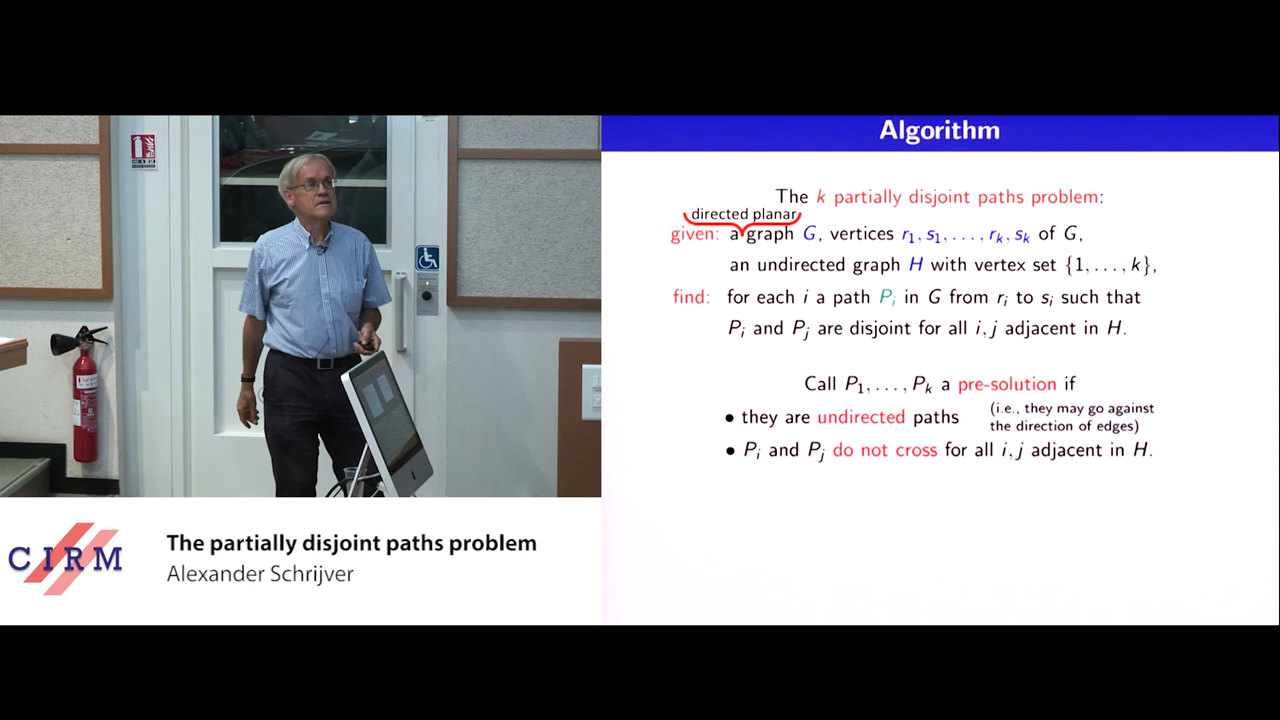 Algorithm
The k partially disjoint paths problem:
directed planar
given: a graph G, vertices r₁, s₁, . . . , rₖ, sₖ of G,
an undirected graph H with vertex set {1, . . . , k},
find: for each i a path Pᵢ in G from rᵢ to sᵢ such that
Pᵢ and Pⱼ are disjoint for all i, j adjacent in H.
Call P₁, . . . , Pₖ a pre-solution if
• they are undirected paths (i.e., they may go against
the direction of edges)
• Pᵢ and Pⱼ do not cross for all i, j adjacent in H.
CIRM
The partially disjoint paths problem
Alexander Schrijver